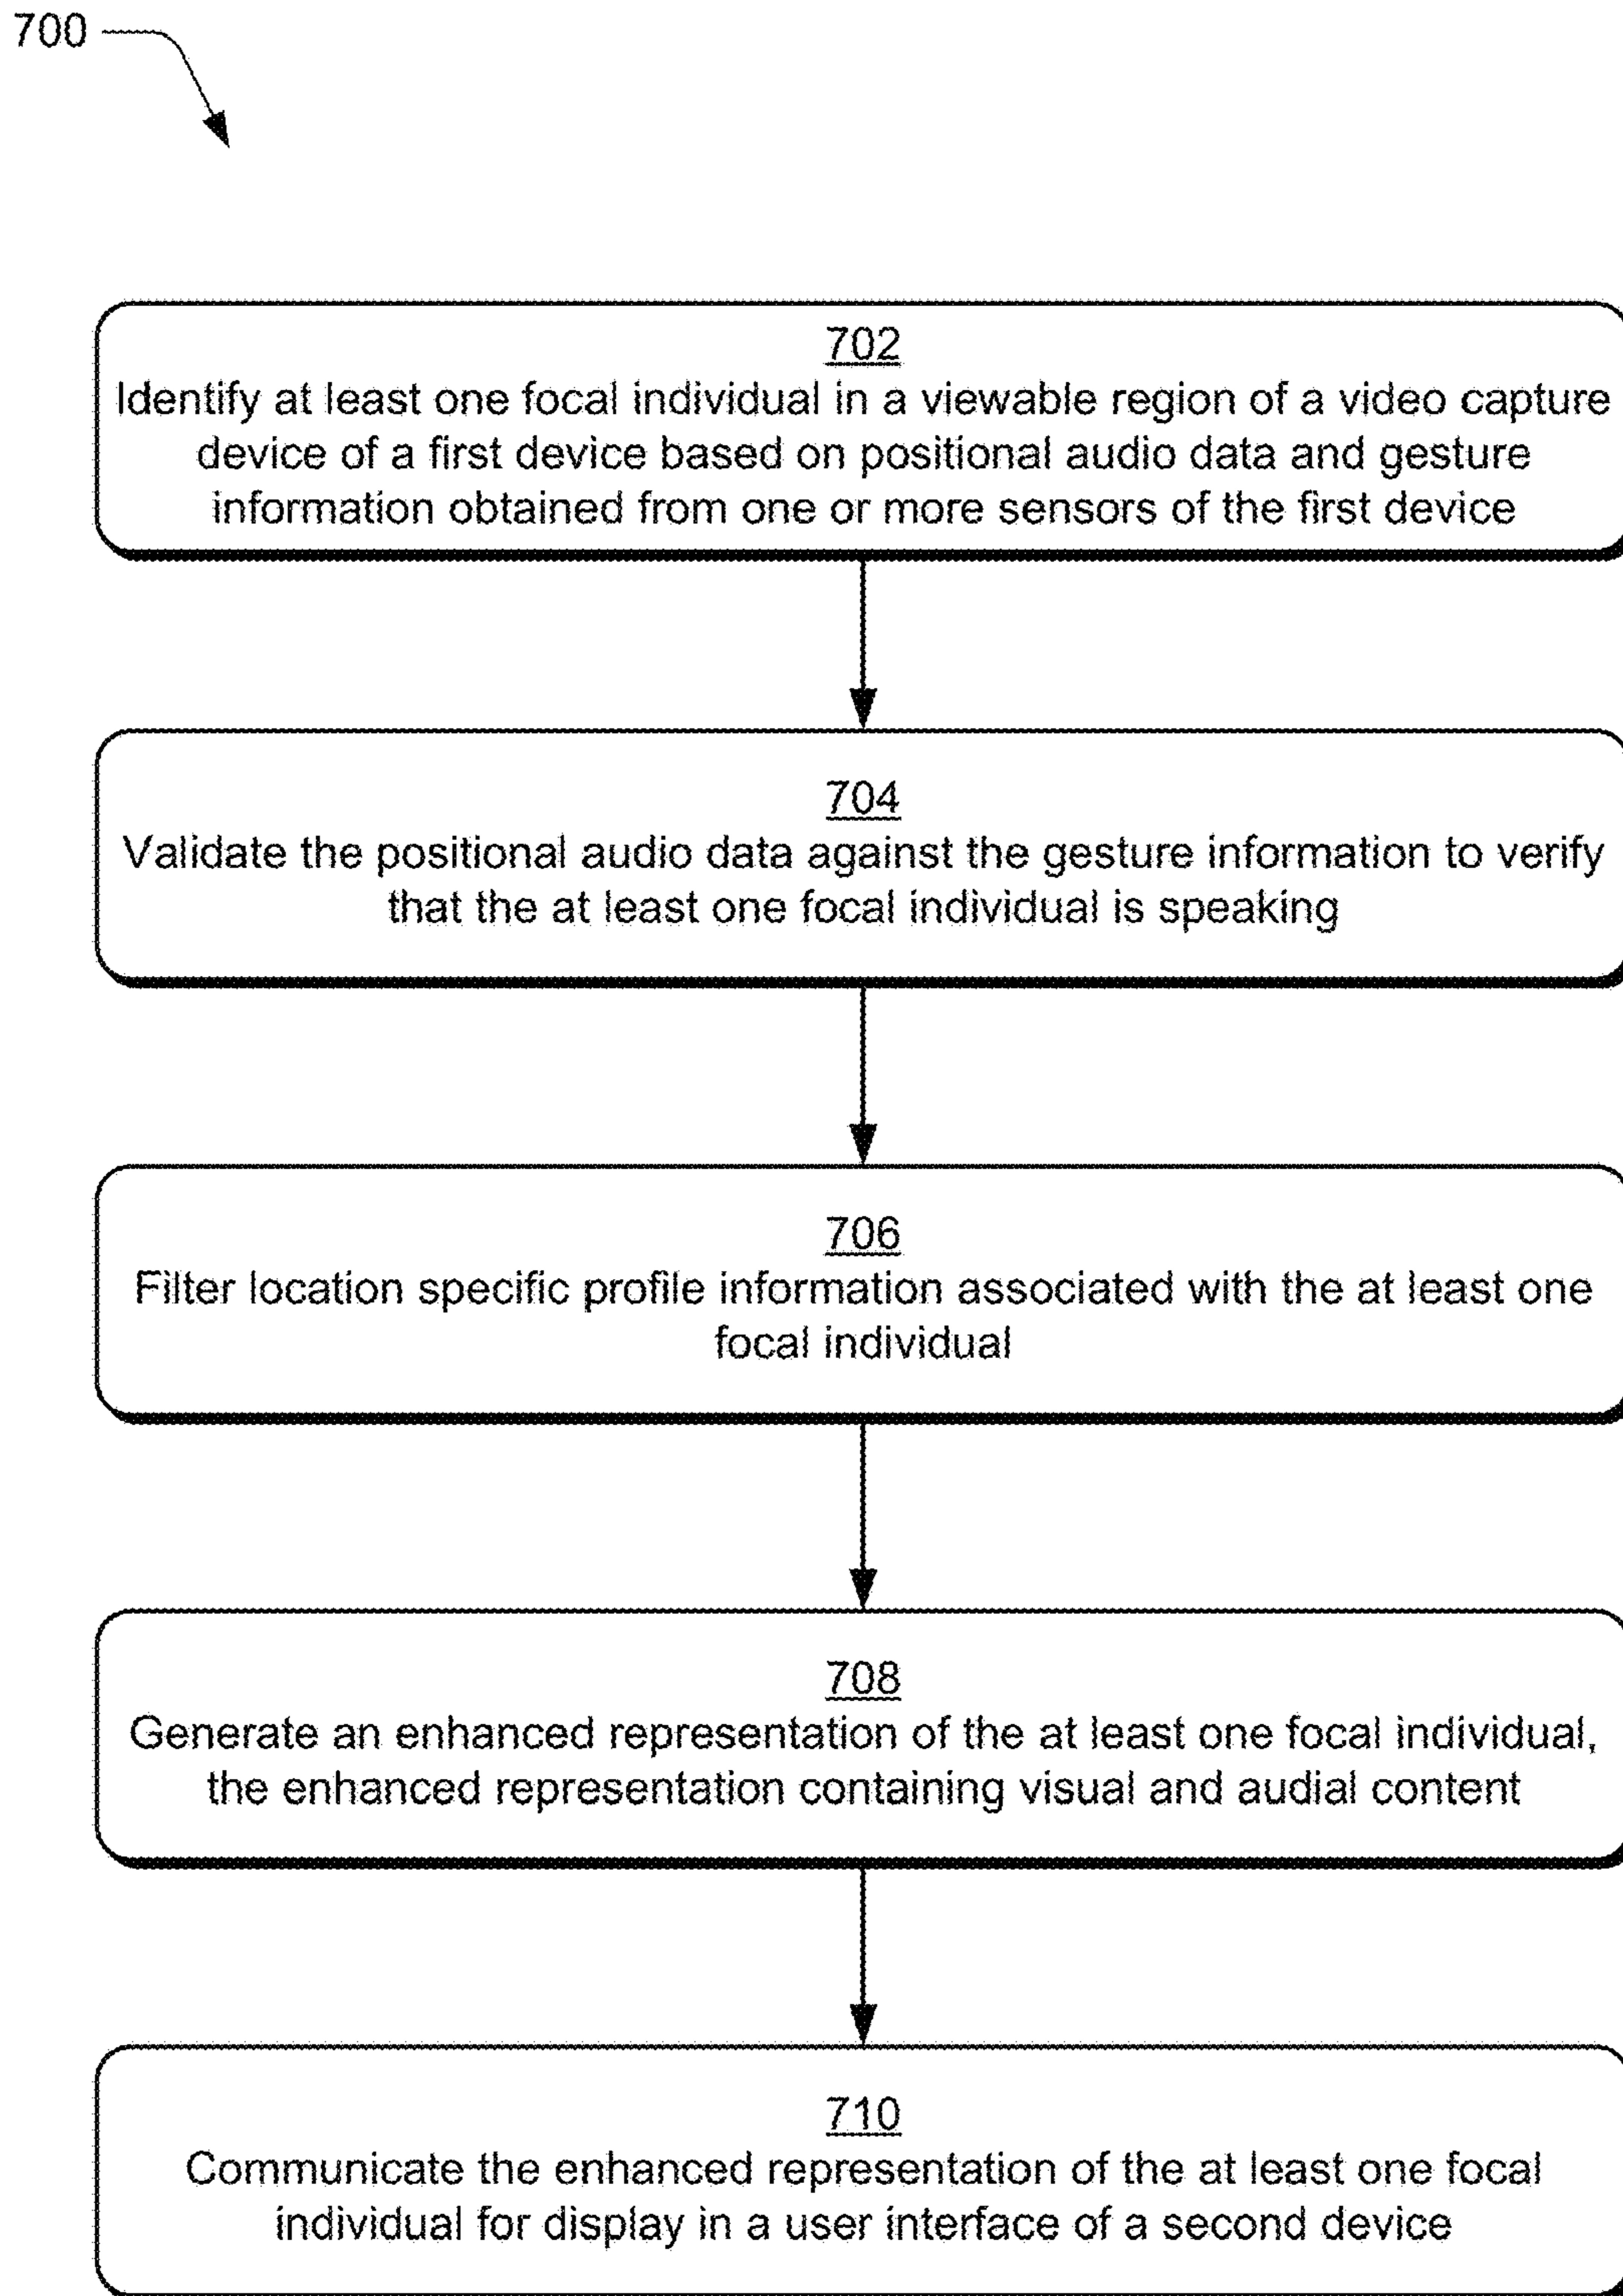 700
702
Identify at least one focal individual in a viewable region of a video capture
device of a first device based on positional audio data and gesture
information obtained from one or more sensors of the first device
704
Validate the positional audio data against the gesture information to verify
that the at least one focal individual is speaking
706
Filter location specific profile information associated with the at least one
focal individual
708
Generate an enhanced representation of the at least one focal individual,
the enhanced representation containing visual and audial content
710
Communicate the enhanced representation of the at least one focal
individual for display in a user interface of a second device